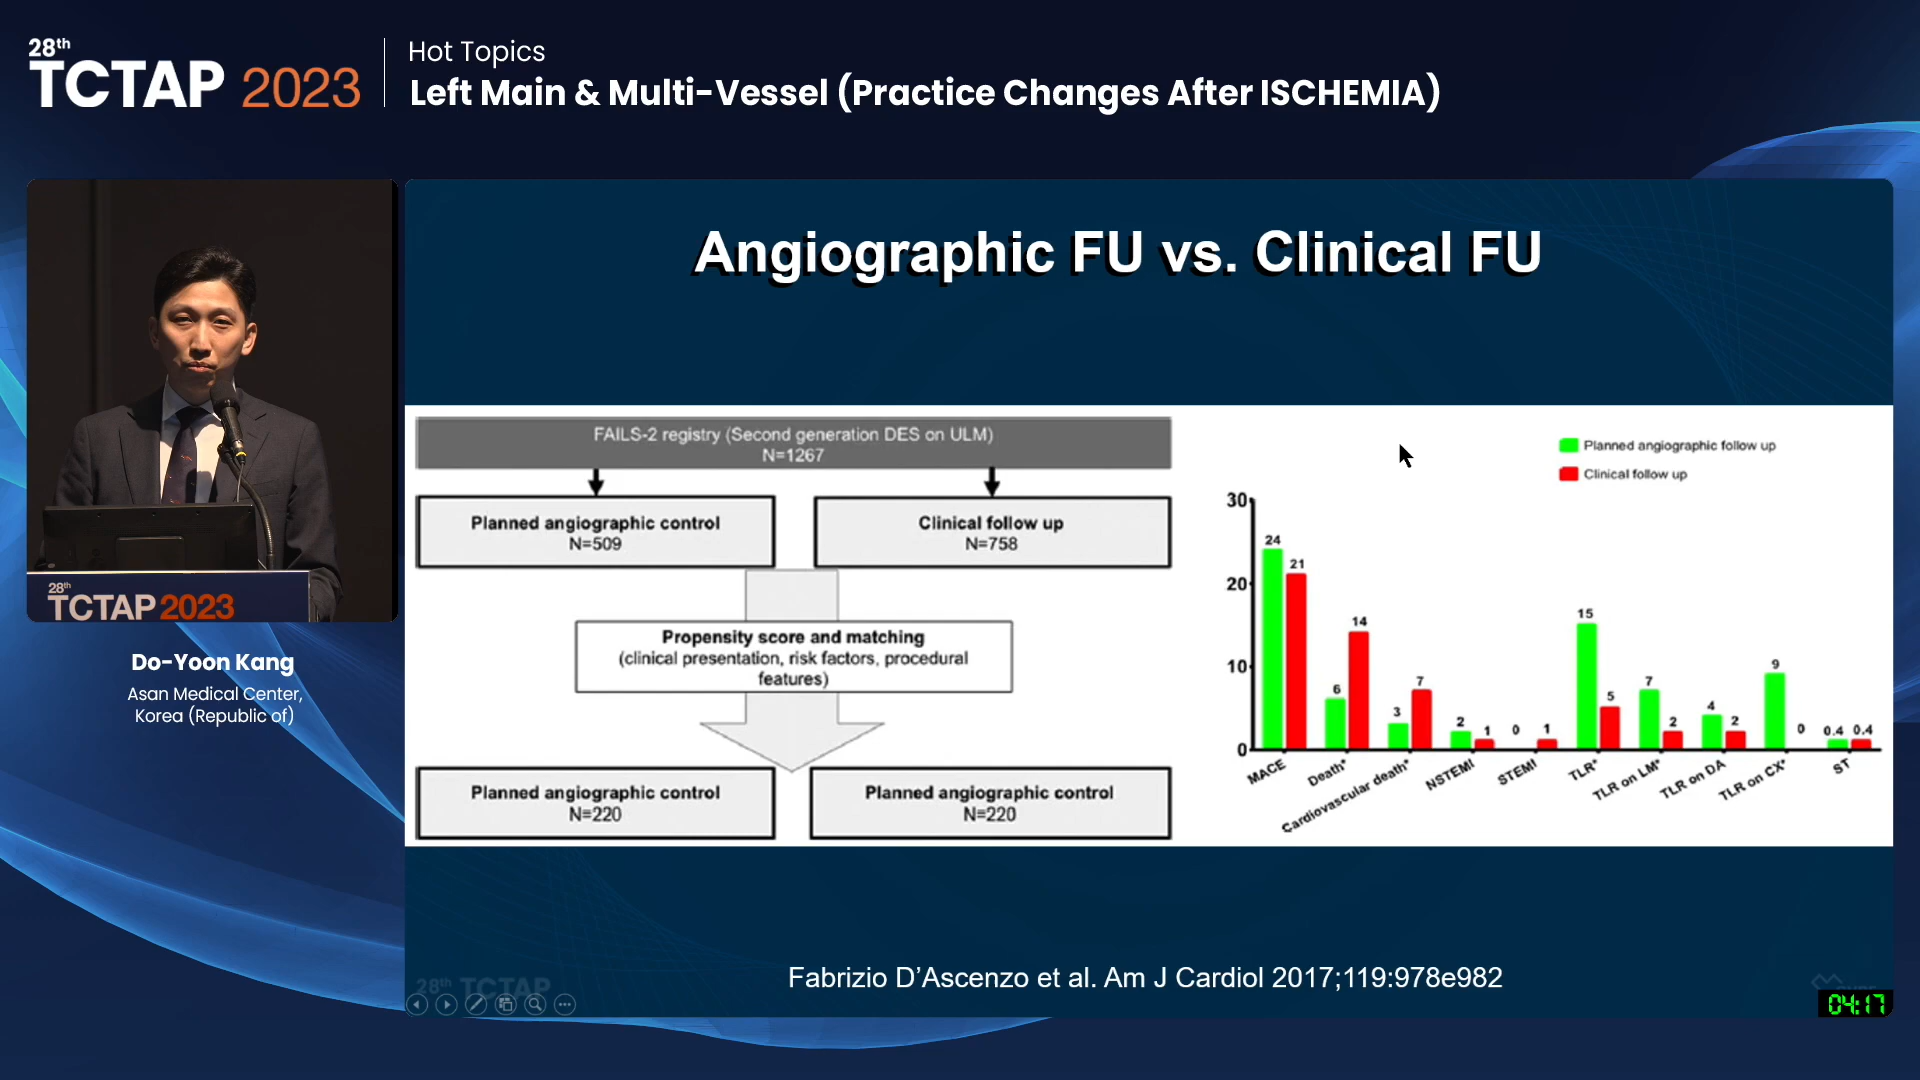 28th
TCTAP 2023
Hot Topics
Left Main & Multi-Vessel (Practice Changes After ISCHEMIA)
28th
TCTAP 2023
Do-Yoon Kang
Asan Medical Center,
Korea (Republic of)
Angiographic FU vs. Clinical FU
FAILS-2 registry (Second generation DES on ULM)
N=1267
Planned angiographic control
N=509
Clinical follow up
N=758
Propensity score and matching
(clinical presentation, risk factors, procedural
features)
Planned angiographic control
N=220
Planned angiographic control
N=220
Planned angiographic follow up
Clinical follow up
30
20
10
0
24
21
6
14
3
7
2
1
0
1
15
5
7
2
4
2
9
0
0.4
0.4
MACE
Death*
Cardiovascular death*
NSTEMI
STEMI
TLR*
TLR on LM*
TLR on DA
TLR on CX*
ST
Fabrizio D'Ascenzo et al. Am J Cardiol 2017;119:978e982
28th TCTAP
04:17